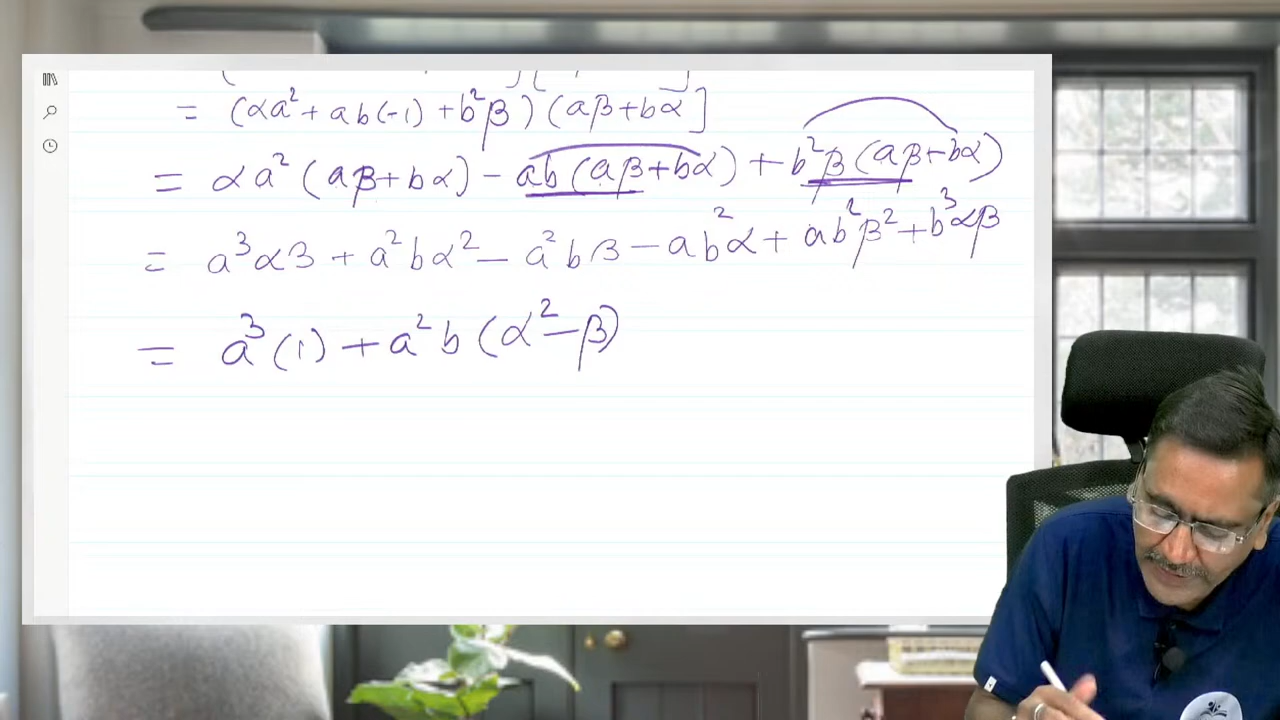 = (αa² + ab(-1) + b²β) (aβ+bα]
= αa² (aβ+bα) - ab (aβ+bα) + b²β (aβ+bα)
= a³αβ + a²bα² - a²bβ - ab²α + ab²β² + b³αβ
= a³(1) + a²b (α²-β)